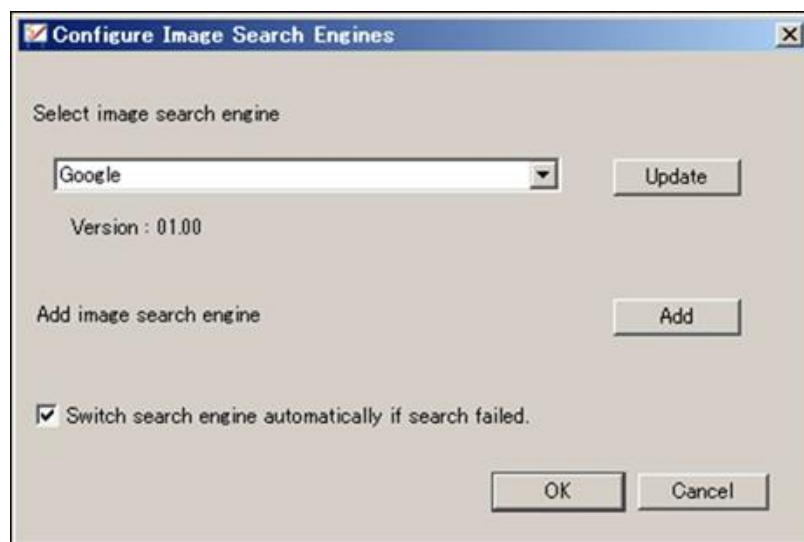 Configure Image Search Engines
Select image search engine
Google
Update
Version : 01.00
Add image search engine
Add
Switch search engine automatically if search failed.
OK
Cancel